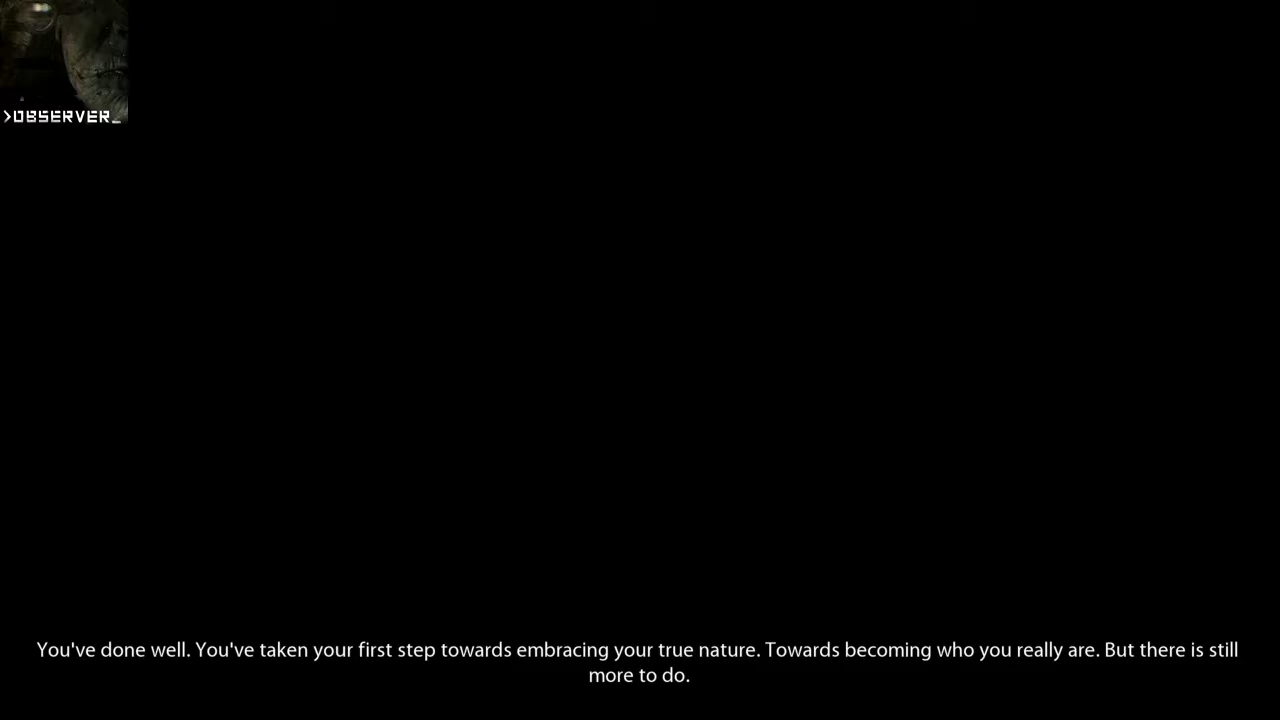 >OBSERVER_
You've done well. You've taken your first step towards embracing your true nature. Towards becoming who you really are. But there is still
more to do.